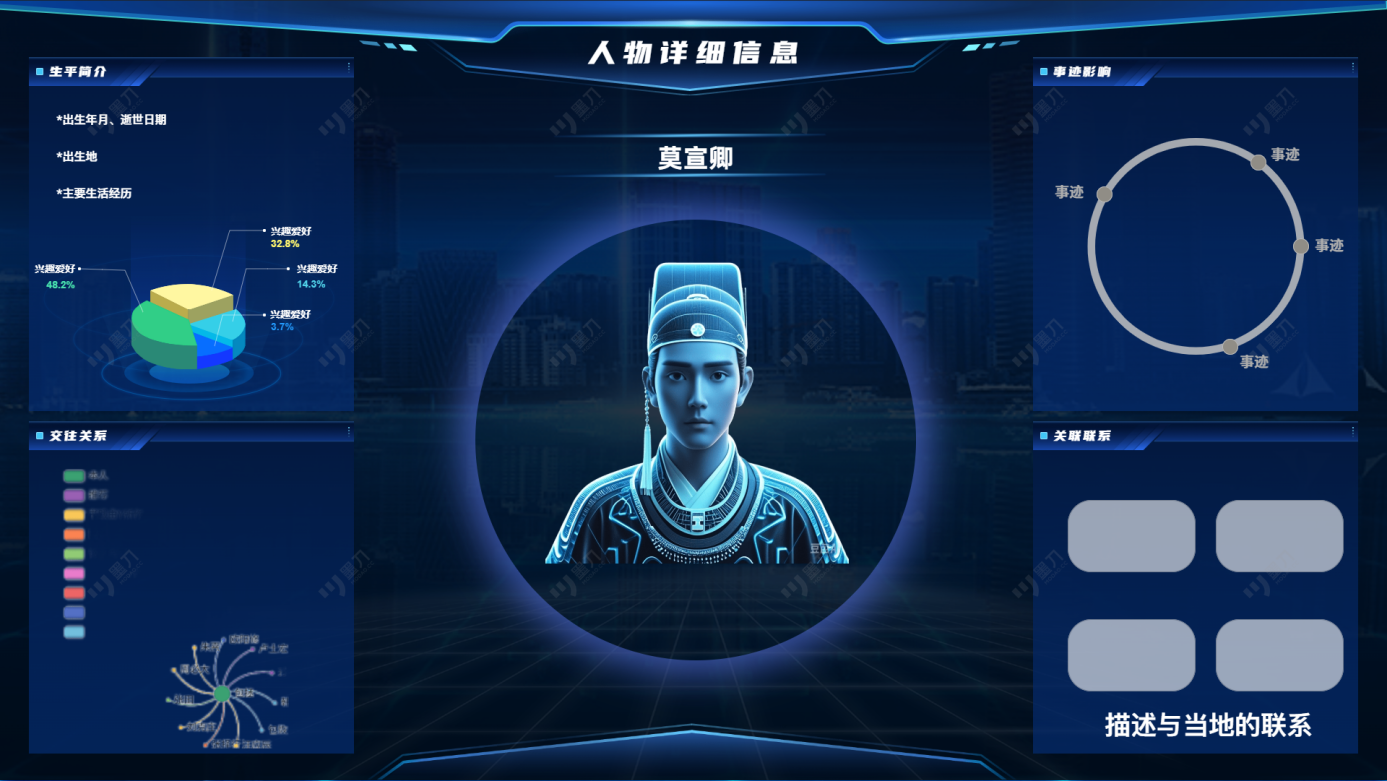 人物详细信息
生平简介
*出生年月、逝世日期
*出生地
*主要生活经历
兴趣爱好
32.8%
兴趣爱好
48.2%
兴趣爱好
14.3%
兴趣爱好
3.7%
交往关系
莫宣卿
事迹影响
事迹
事迹
事迹
事迹
关联联系
描述与当地的联系
墨刀